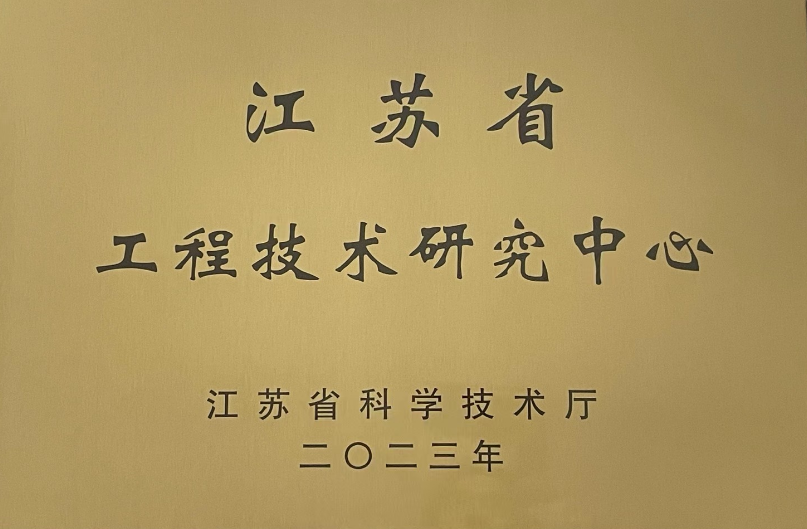 江苏省
工程技术研究中心
江苏省科学技术厅
二〇二三年